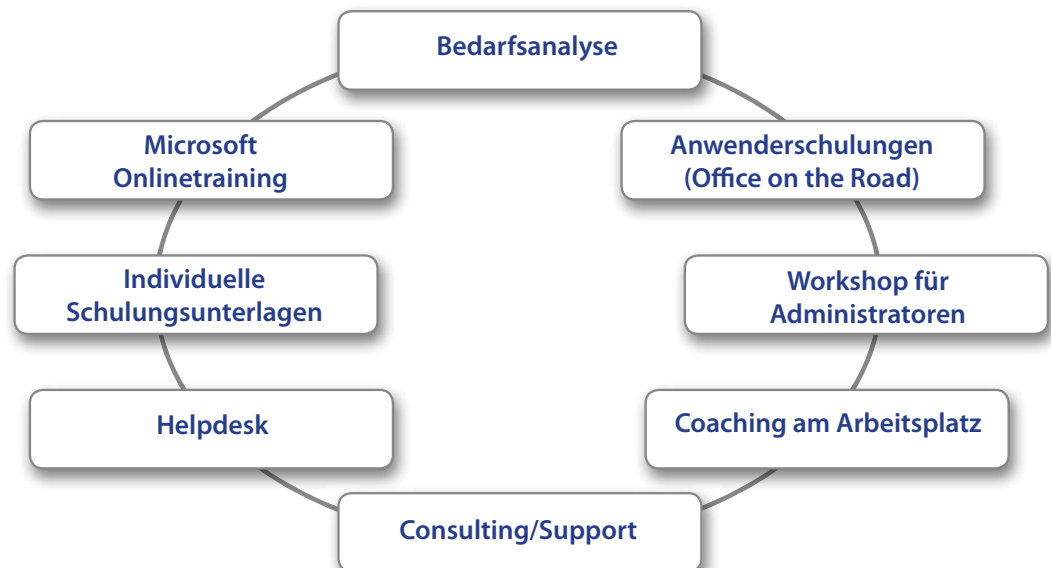 Bedarfsanalyse
Microsoft
Onlinetraining
Anwenderschulungen
(Office on the Road)
Individuelle
Schulungsunterlagen
Workshop für
Administratoren
Helpdesk
Coaching am Arbeitsplatz
Consulting/Support